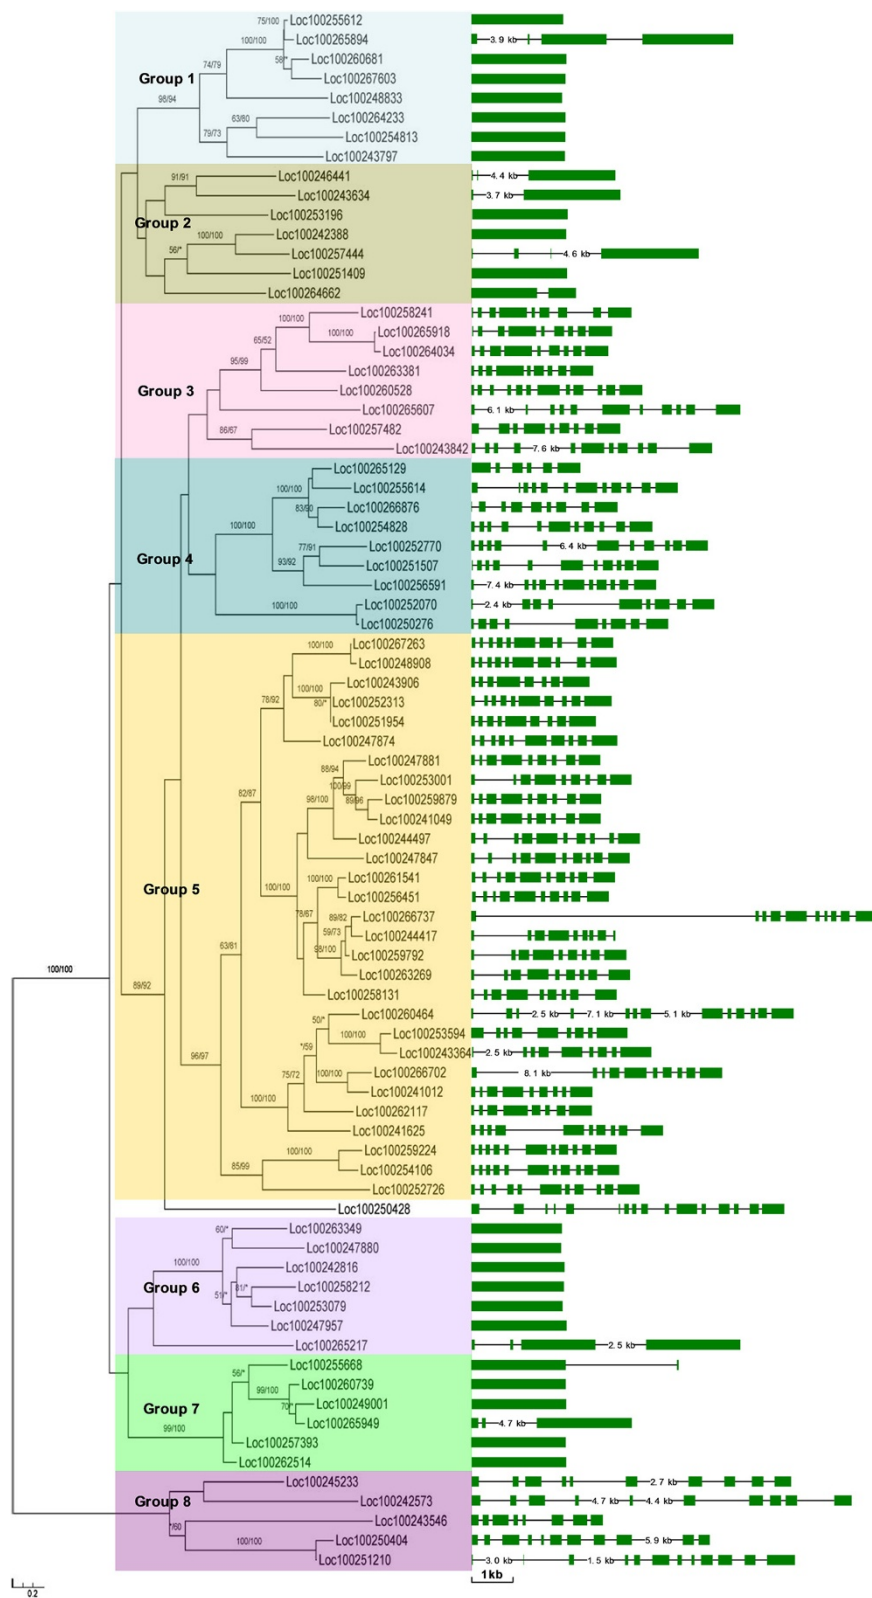 75/100 Loc100255612
100/100 Loc100265894 3.9 kb
58/* Loc100260681
74/79 Loc100267603
Group 1
98/94 Loc100248833
63/80 Loc100264233
79/73 Loc100254813
Loc100243797
91/91 Loc100246441 4.4 kb
Loc100243634 3.7 kb
Loc100253196
Group 2
100/100 Loc100242388
56/* Loc100257444 4.6 kb
Loc100251409
Loc100264662
100/100 Loc100258241
65/52 100/100 Loc100265918
Loc100264034
95/99 Loc100263381
Group 3
Loc100260528
Loc100265607 6.1 kb
86/67 Loc100257482
Loc100243842 7.6 kb
100/100 Loc100265129
Loc100255614
83/90 Loc100266876
100/100 Loc100254828
77/91 Loc100252770 6.4 kb
Group 4
93/92 Loc100251507
Loc100256591 7.4 kb
100/100 Loc100252070 2.4 kb
Loc100250276
100/100 Loc100267263
Loc100248908
100/100 Loc100243906
78/92 80/* Loc100252313
Loc100251954
Loc100247874
88/94 Loc100247881
100/99 Loc100253001
82/87 98/100 89/96 Loc100259879
Loc100241049
Loc100244497
Loc100247847
100/100 100/100 Loc100261541
Group 5
Loc100256451
78/67 89/82 Loc100266737
59/73 Loc100244417
63/81 98/100 Loc100259792
Loc100263269
89/92 Loc100258131
50/* Loc100260464 2.5 kb 7.1 kb 5.1 kb
*/59 100/100 Loc100253594
Loc100243364 2.5 kb
96/97 75/72 100/100 Loc100266702 8.1 kb
Loc100241012
100/100 Loc100262117
Loc100241625
100/100 Loc100259224
85/99 Loc100254106
Loc100252726
Loc100250428
100/100
60/* Loc100263349
Loc100247880
100/100 Loc100242816
Group 6
81/* Loc100258212
51/* Loc100253079
Loc100247957
Loc100265217 2.5 kb
56/* Loc100255668
99/100 Loc100260739
Group 7
70/* Loc100249001
Loc100265949 4.7 kb
99/100 Loc100257393
Loc100262514
Loc100245233 2.7 kb
Group 8
Loc100242573 4.7 kb 4.4 kb
*/60 Loc100243546
100/100 Loc100250404 5.9 kb
Loc100251210 3.0 kb 1.5 kb
0.2 1kb